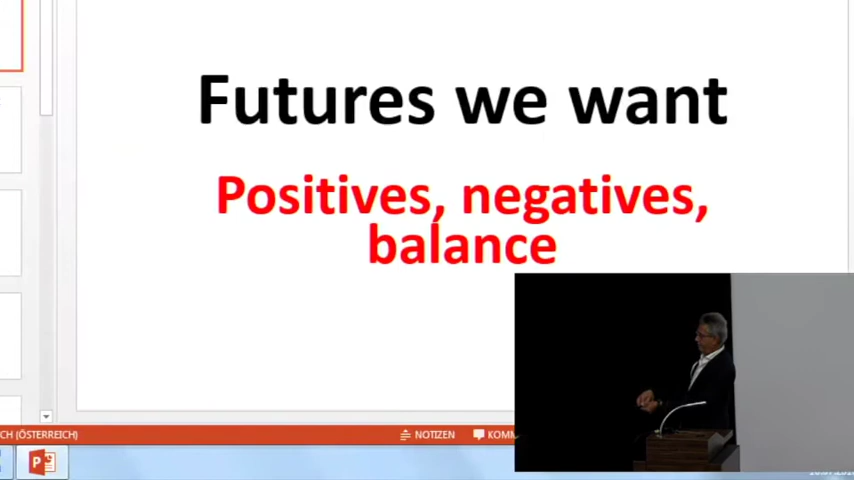 Futures we want
Positives, negatives,
balance
CH (ÖSTERREICH)
NOTIZEN